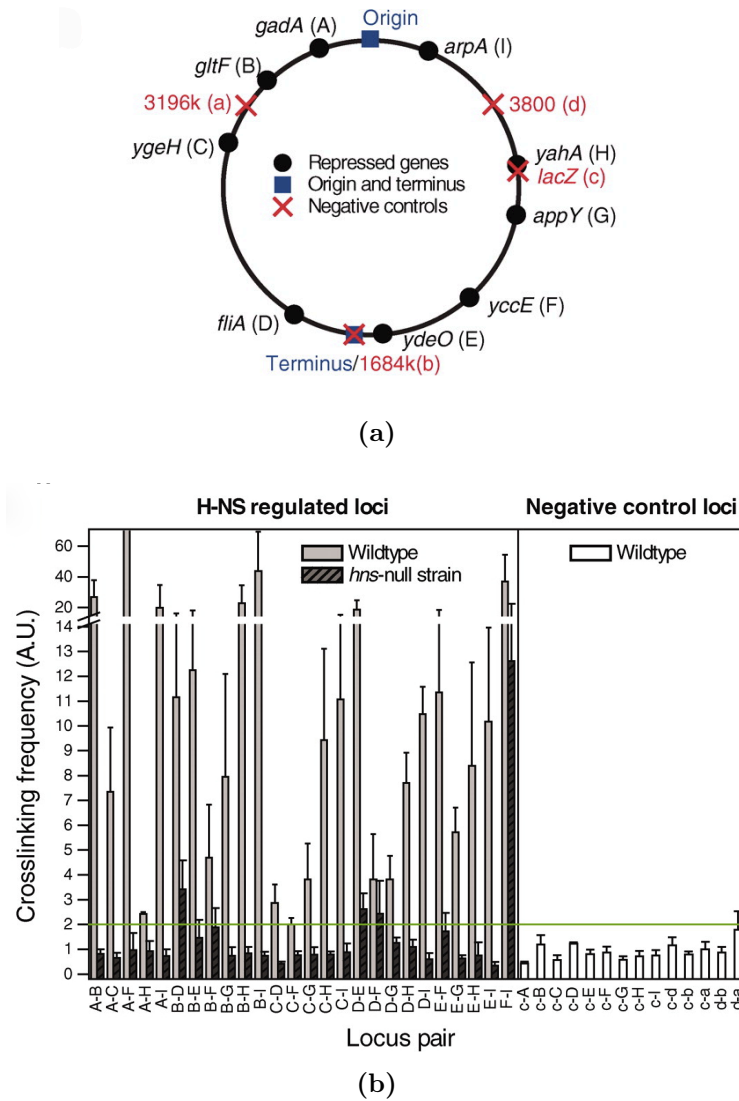 Origin
gadA (A)
arpA (I)
gltF (B)
3196k (a)
3800 (d)
ygeH (C)
Repressed genes
Origin and terminus
Negative controls
yahA (H)
lacZ (c)
appY (G)
yccE (F)
fliA (D)
ydeO (E)
Terminus/1684k(b)
(a)
H-NS regulated loci
Negative control loci
Wildtype
hns-null strain
Wildtype
Crosslinking frequency (A.U.)
60
40
20
14
12
11
10
9
8
7
6
5
4
3
2
1
0
A-B A-C A-F A-H A-I B-D B-E B-F B-G B-H B-I C-D C-F C-G C-H C-I D-E D-F D-G D-H D-I E-F E-G E-H E-I F-I c-A c-B c-C c-D c-E c-F c-G c-H c-I c-d c-b c-a d-b d-a
Locus pair
(b)